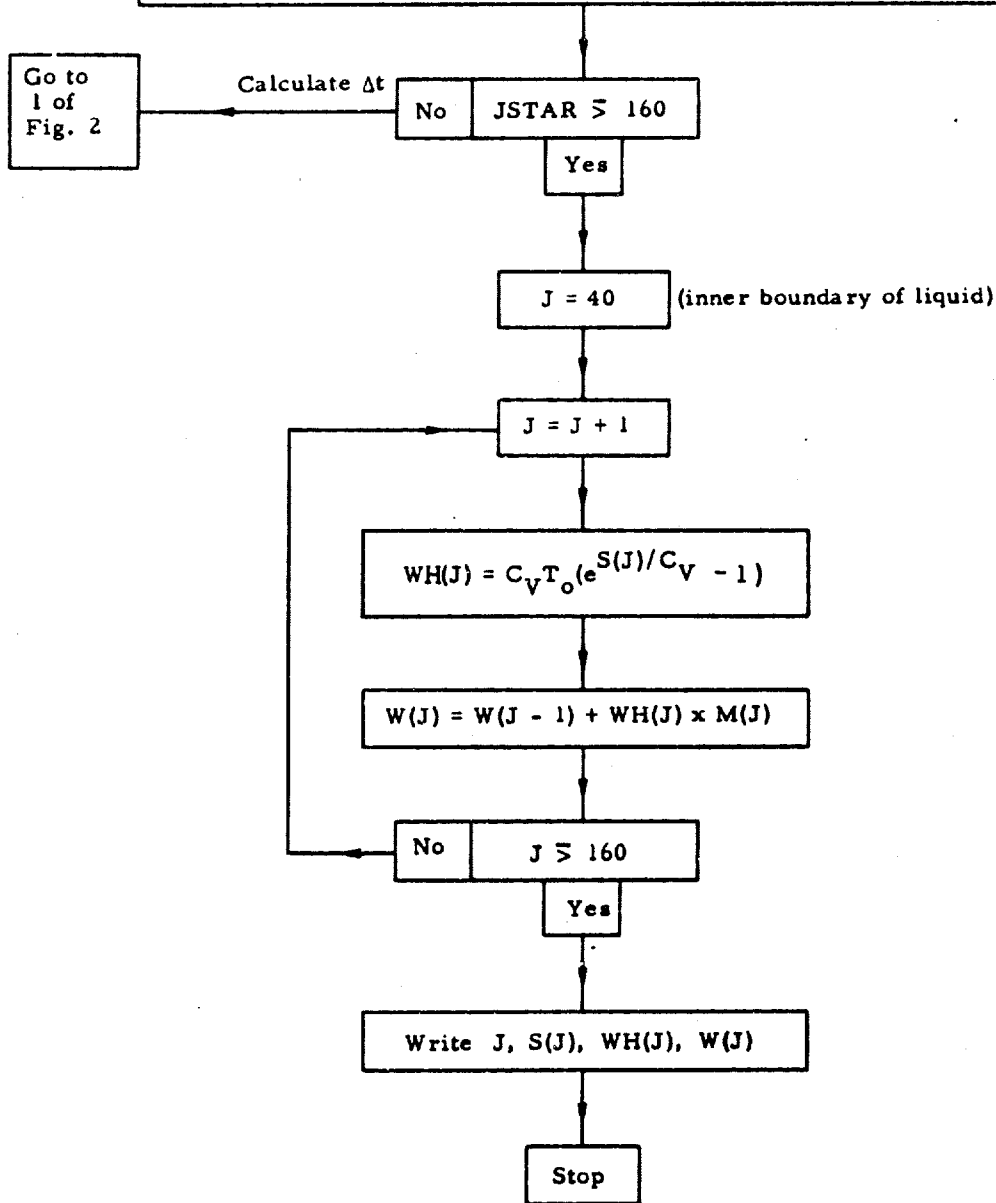 Go to
1 of
Fig. 2
Calculate Δt
No
JSTAR ⋝ 160
Yes
J = 40
(inner boundary of liquid)
J = J + 1
WH(J) = C_V T_o (e^{S(J)/C_V} - 1)
W(J) = W(J - 1) + WH(J) x M(J)
No
J ⋝ 160
Yes
Write J, S(J), WH(J), W(J)
Stop